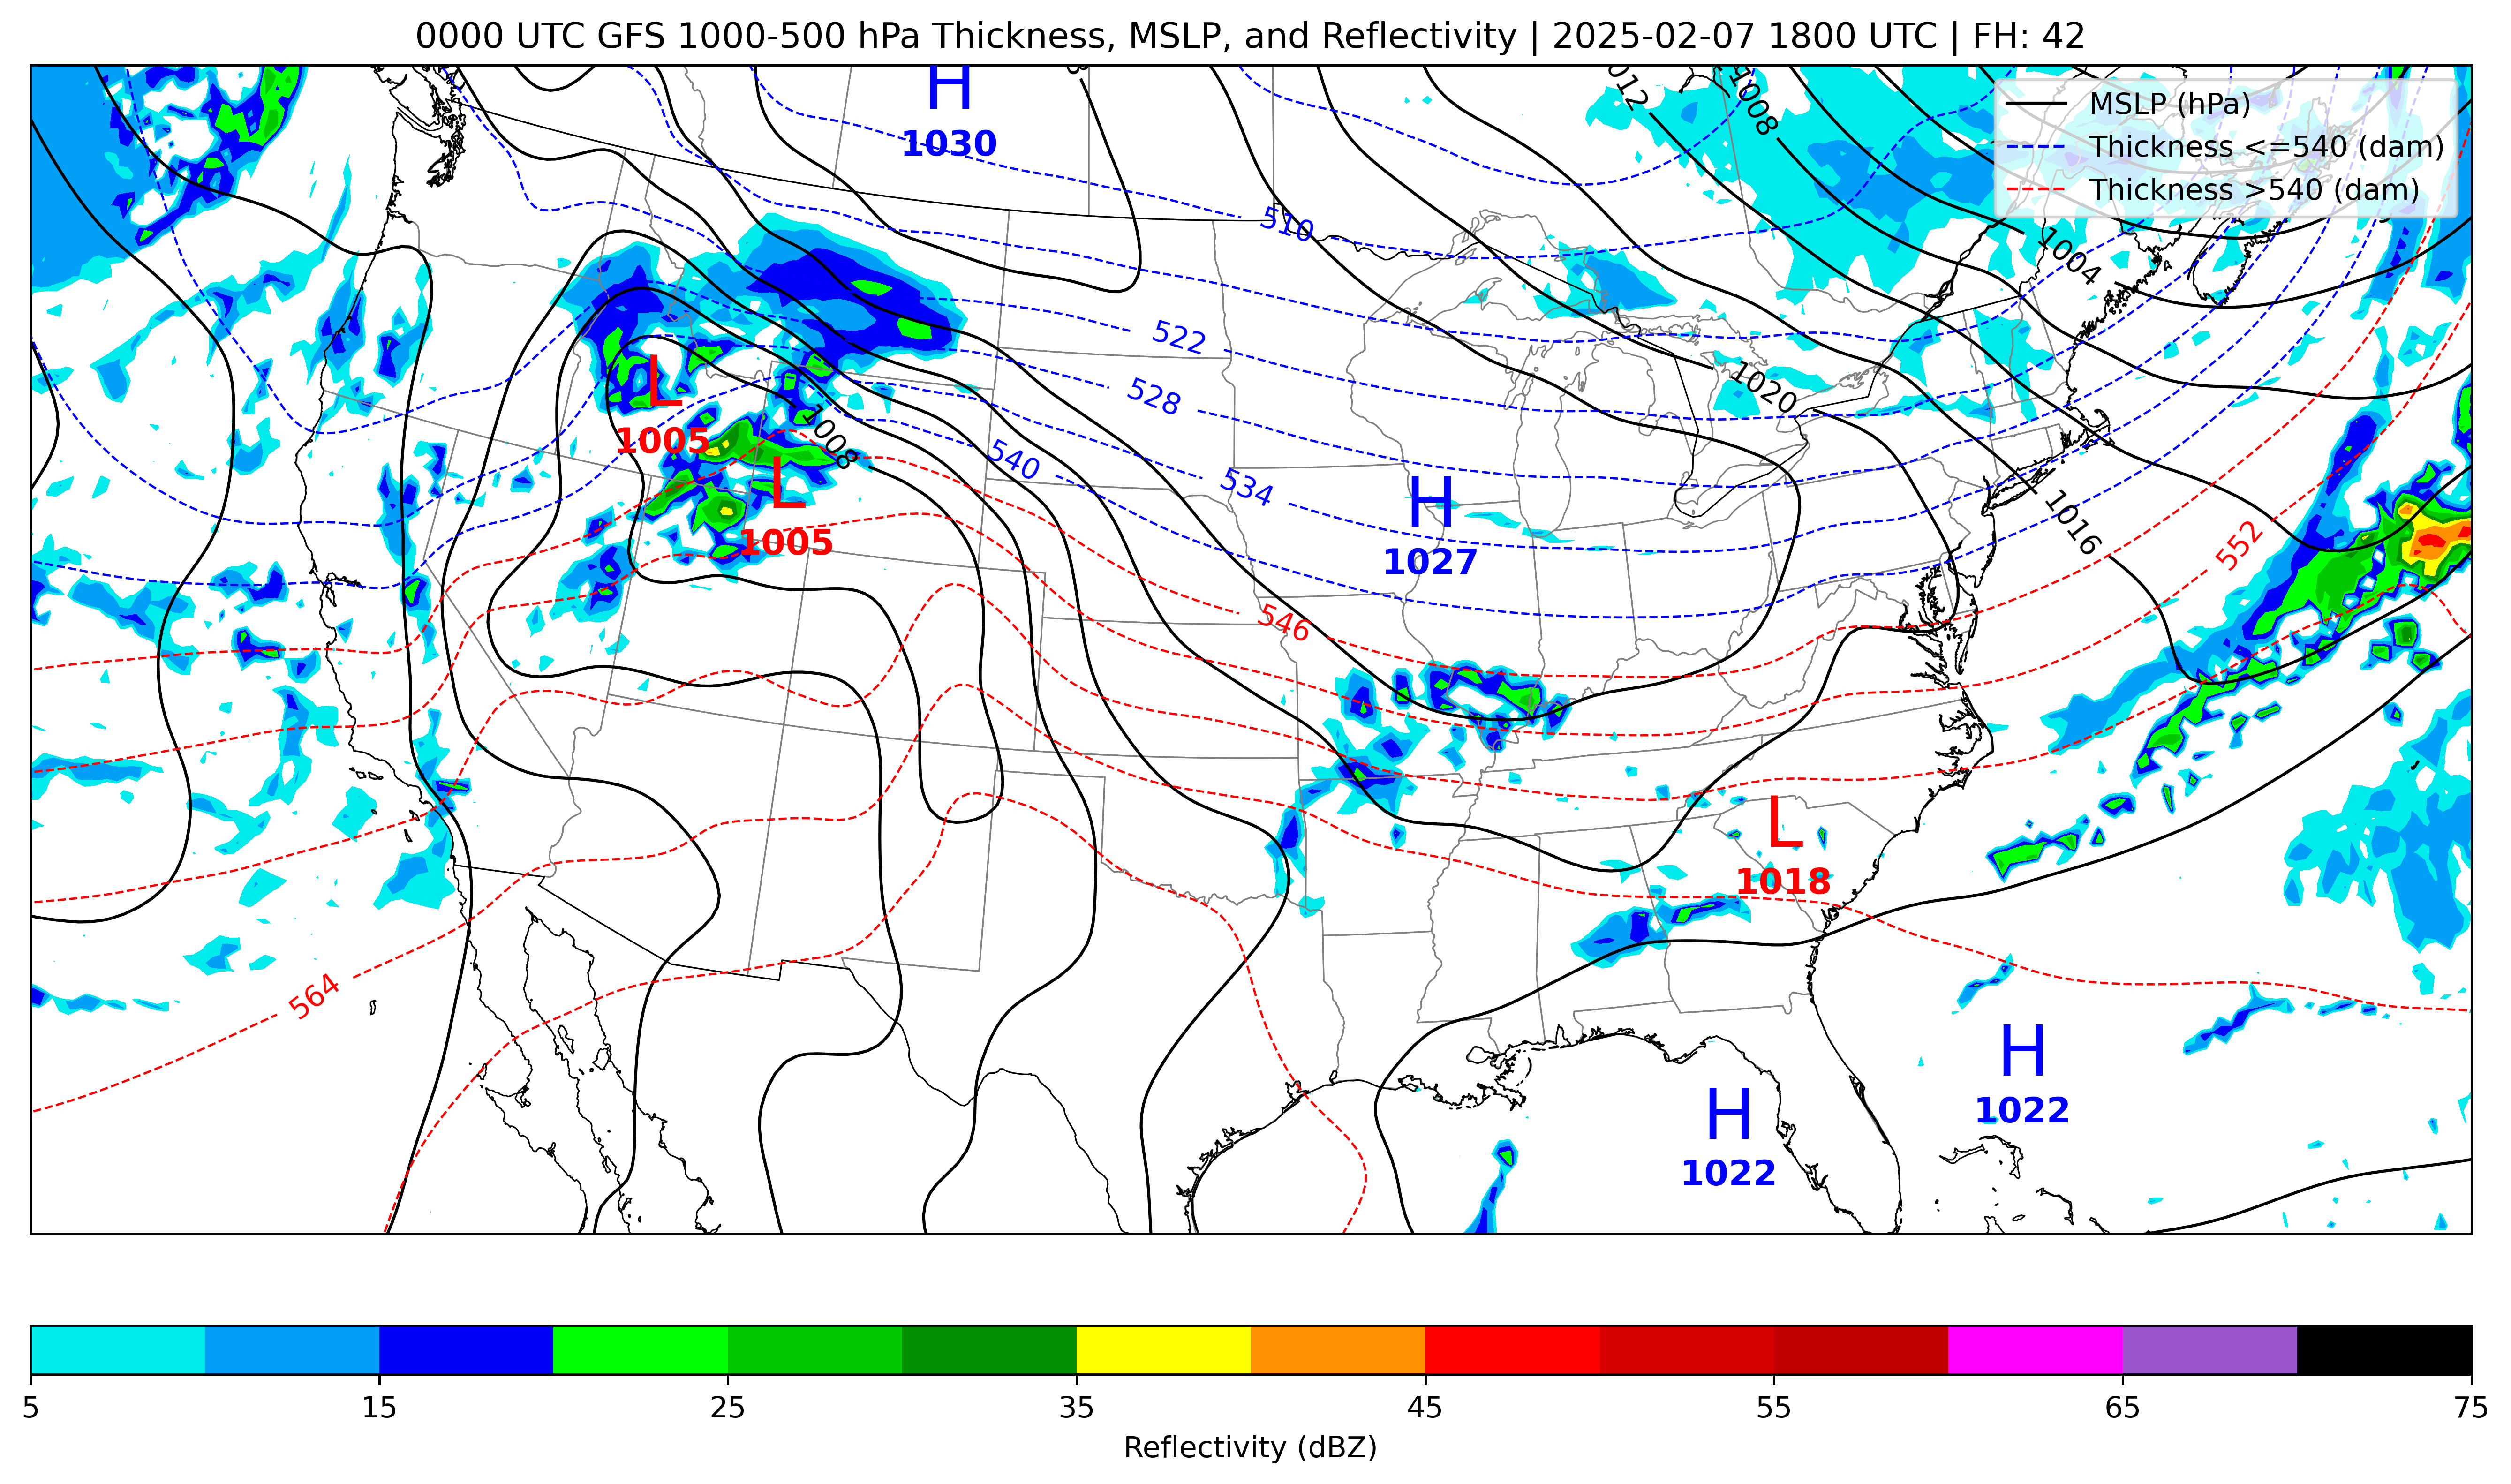 0000 UTC GFS 1000-500 hPa Thickness, MSLP, and Reflectivity | 2025-02-07 1800 UTC | FH: 42
MSLP (hPa)
Thickness <=540 (dam)
Thickness >540 (dam)
H
1030
1008
510
1004
522
528
1020
L
1005
1008
540
534
L
1005
H
1027
1016
552
546
L
1018
564
H
1022
H
1022
5 15 25 35 45 55 65 75
Reflectivity (dBZ)